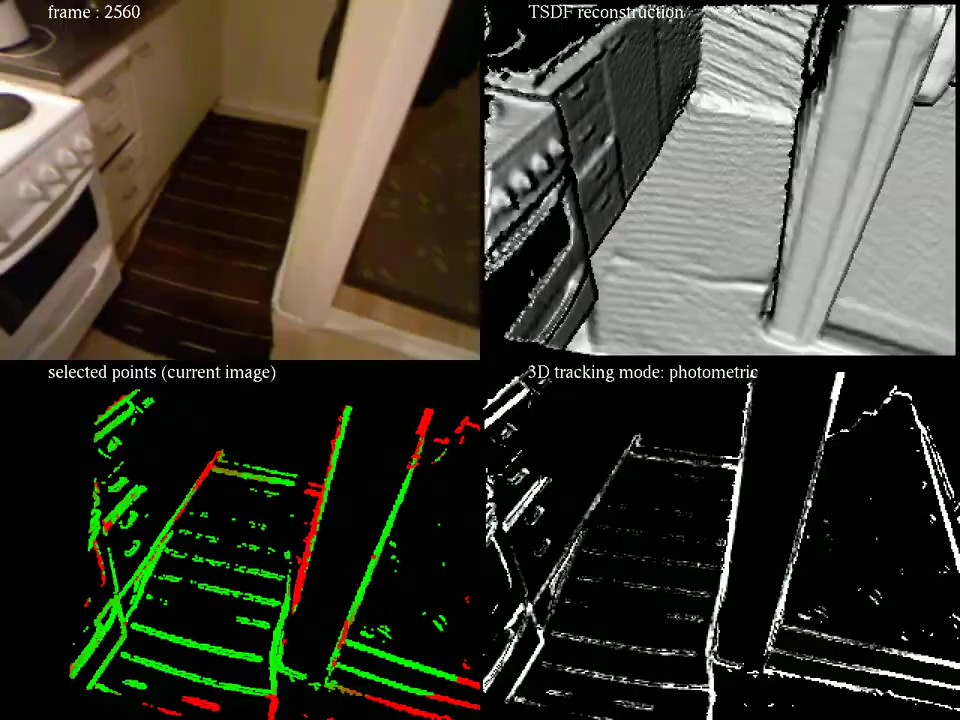 frame : 2560
TSDF reconstruction
selected points (current image)
3D tracking mode: photometric